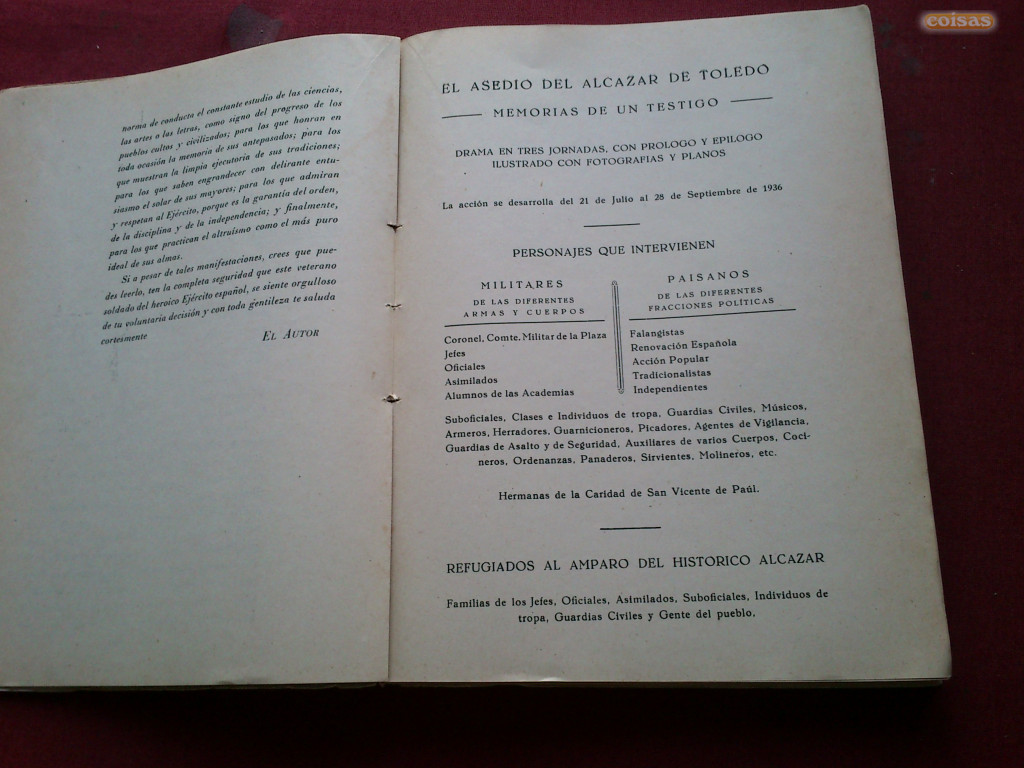 norma de conducta el constante estudio de las ciencias,
las artes o las letras, como signo del progreso de los
pueblos cultos y civilizados; para los que honran en
toda ocasión la memoria de sus antepasados; para los
que muestran la limpia ejecutoria de sus tradiciones;
para los que saben engrandecer con delirante entu-
siasmo el solar de sus mayores; para los que admiran
y respetan al Ejército, porque es la garantía del orden,
de la disciplina y de la independencia; y finalmente,
para los que practican el altruísmo como el más puro
ideal de sus almas.
Si a pesar de tales manifestaciones, crees que pue-
des leerlo, ten la completa seguridad que este veterano
soldado del heroico Ejército español, se siente orgulloso
de tu voluntaria decisión y con toda gentileza te saluda
cortesmente
EL AUTOR
EL ASEDIO DEL ALCAZAR DE TOLEDO
MEMORIAS DE UN TESTIGO
DRAMA EN TRES JORNADAS, CON PROLOGO Y EPILOGO
ILUSTRADO CON FOTOGRAFIAS Y PLANOS
La acción se desarrolla del 21 de Julio al 28 de Septiembre de 1936
PERSONAJES QUE INTERVIENEN
MILITARES
DE LAS DIFERENTES
ARMAS Y CUERPOS
Coronel, Comte. Militar de la Plaza
Jefes
Oficiales
Asimilados
Alumnos de las Academias
PAISANOS
DE LAS DIFERENTES
FRACCIONES POLÍTICAS
Falangistas
Renovación Española
Acción Popular
Tradicionalistas
Independientes
Suboficiales, Clases e Individuos de tropa, Guardias Civiles, Músicos,
Armeros, Herradores, Guarnicioneros, Picadores, Agentes de Vigilancia,
Guardias de Asalto y de Seguridad, Auxiliares de varios Cuerpos, Coci-
neros, Ordenanzas, Panaderos, Sirvientes, Molineros, etc.
Hermanas de la Caridad de San Vicente de Paúl.
REFUGIADOS AL AMPARO DEL HISTORICO ALCAZAR
Familias de los Jefes, Oficiales, Asimilados, Suboficiales, Individuos de
tropa, Guardias Civiles y Gente del pueblo.
coisas